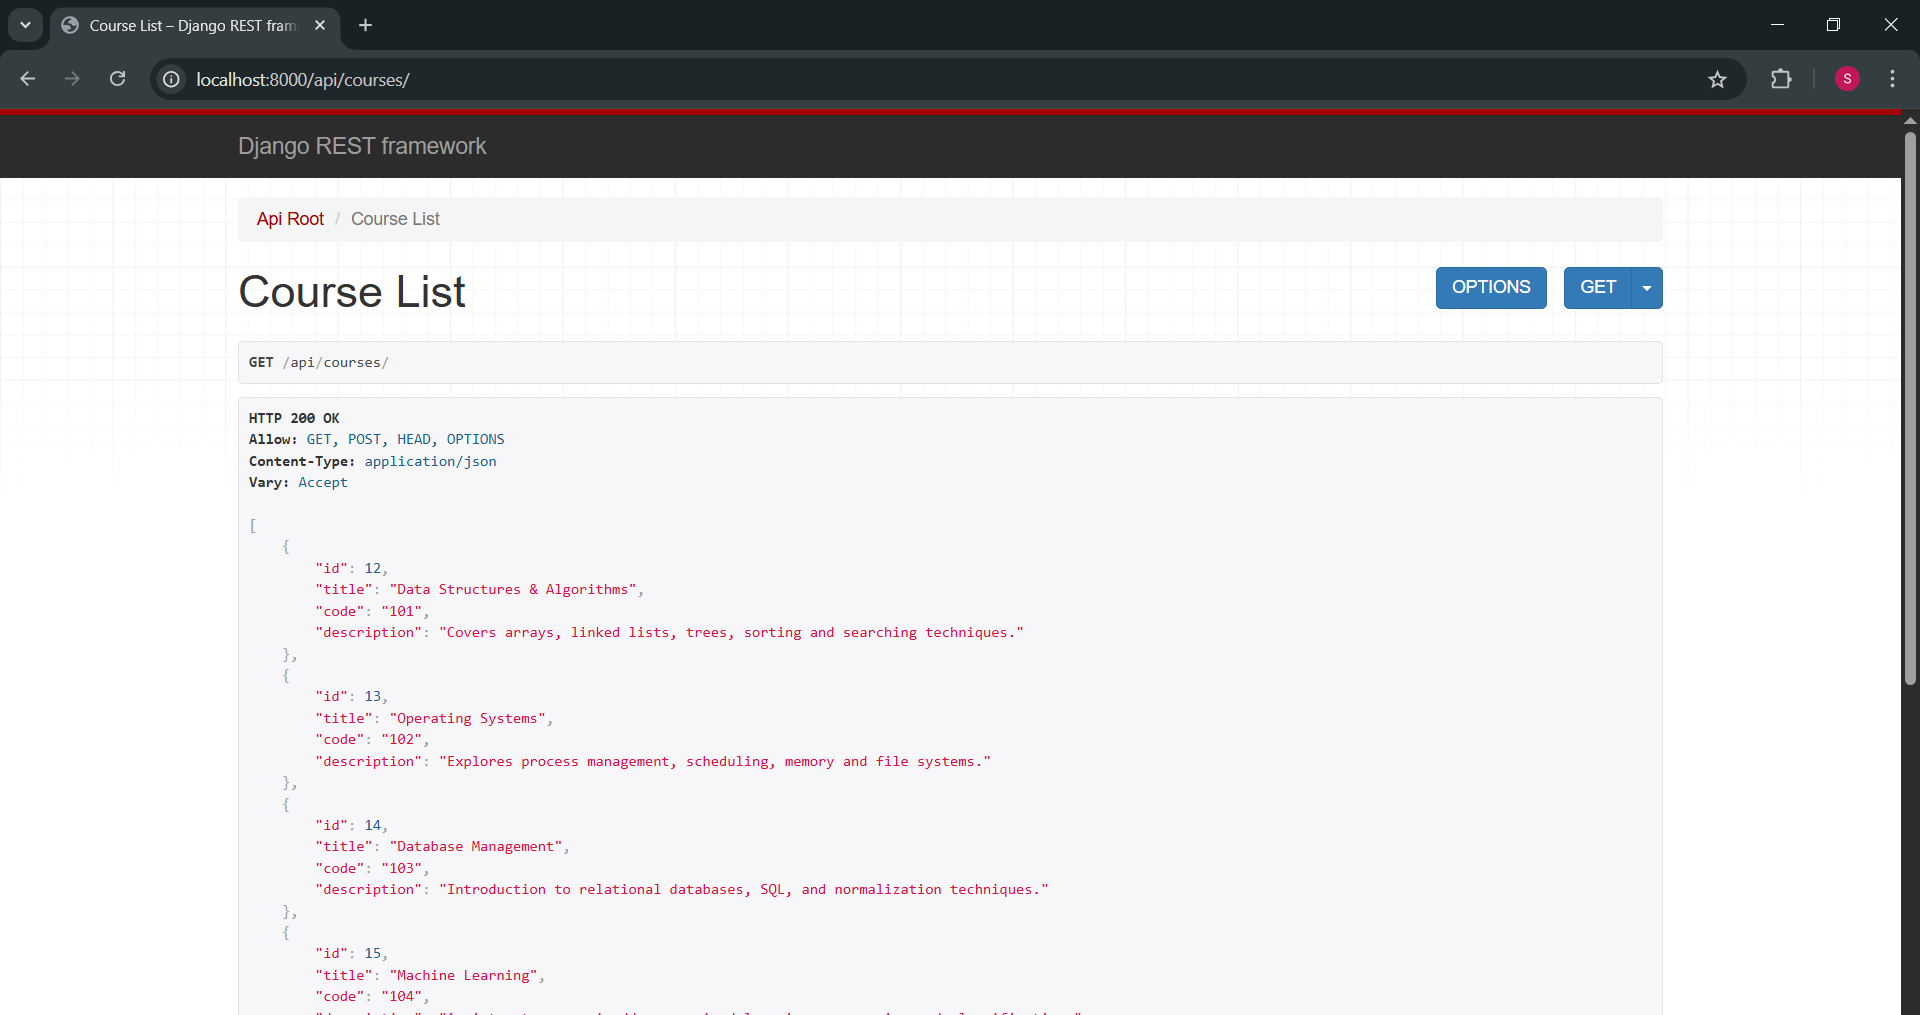 Course List – Django REST fram
localhost:8000/api/courses/
S
Django REST framework
Api Root / Course List
Course List
OPTIONS
GET
GET /api/courses/
HTTP 200 OK
Allow: GET, POST, HEAD, OPTIONS
Content-Type: application/json
Vary: Accept
[
{
"id": 12,
"title": "Data Structures & Algorithms",
"code": "101",
"description": "Covers arrays, linked lists, trees, sorting and searching techniques."
},
{
"id": 13,
"title": "Operating Systems",
"code": "102",
"description": "Explores process management, scheduling, memory and file systems."
},
{
"id": 14,
"title": "Database Management",
"code": "103",
"description": "Introduction to relational databases, SQL, and normalization techniques."
},
{
"id": 15,
"title": "Machine Learning",
"code": "104",